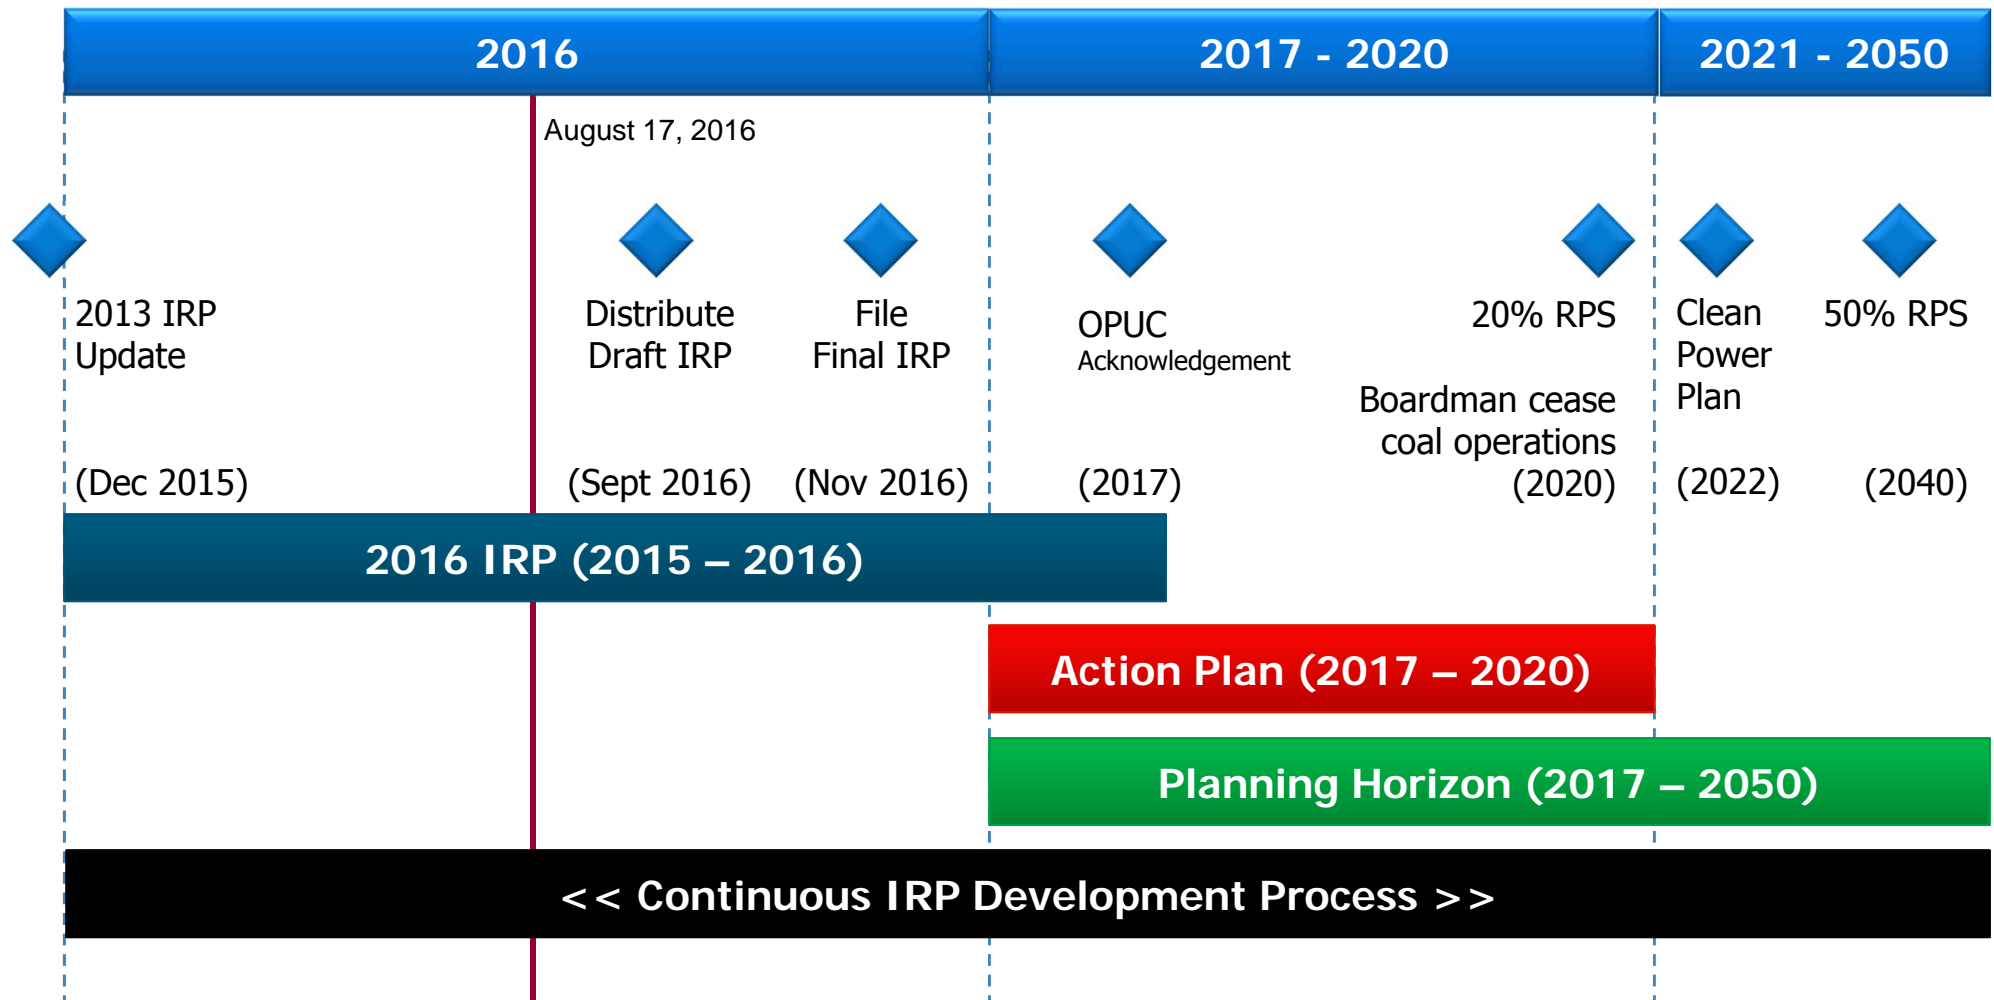 2016
2017 - 2020
2021 - 2050
August 17, 2016
2013 IRP
Update
(Dec 2015)
Distribute
Draft IRP
(Sept 2016)
File
Final IRP
(Nov 2016)
OPUC
Acknowledgement
(2017)
20% RPS
Boardman cease
coal operations
(2020)
Clean
Power
Plan
(2022)
50% RPS
(2040)
2016 IRP (2015 – 2016)
Action Plan (2017 – 2020)
Planning Horizon (2017 – 2050)
<< Continuous IRP Development Process >>